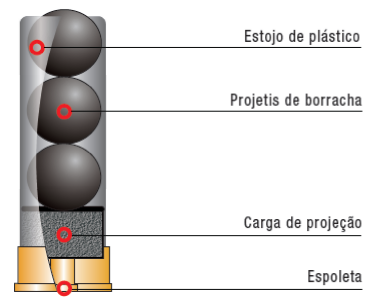 Estojo de plástico
Projetis de borracha
Carga de projeção
Espoleta